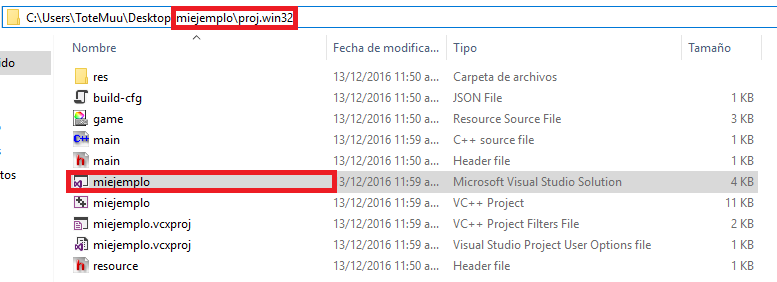 C:\Users\ToteMuu\Desktop\miejemplo\proj.win32
ido
Nombre Fecha de modifica... Tipo Tamaño
res 13/12/2016 11:50 a... Carpeta de archivos
build-cfg 13/12/2016 11:50 a... JSON File 1 KB
game 13/12/2016 11:50 a... Resource Source File 3 KB
main 13/12/2016 11:50 a... C++ source file 1 KB
main 13/12/2016 11:50 a... Header file 1 KB
miejemplo 13/12/2016 11:59 a... Microsoft Visual Studio Solution 4 KB
tos
miejemplo 13/12/2016 11:59 a... VC++ Project 11 KB
miejemplo.vcxproj 13/12/2016 11:59 a... VC++ Project Filters File 2 KB
miejemplo.vcxproj 13/12/2016 11:59 a... Visual Studio Project User Options file 1 KB
resource 13/12/2016 11:50 a... Header file 1 KB